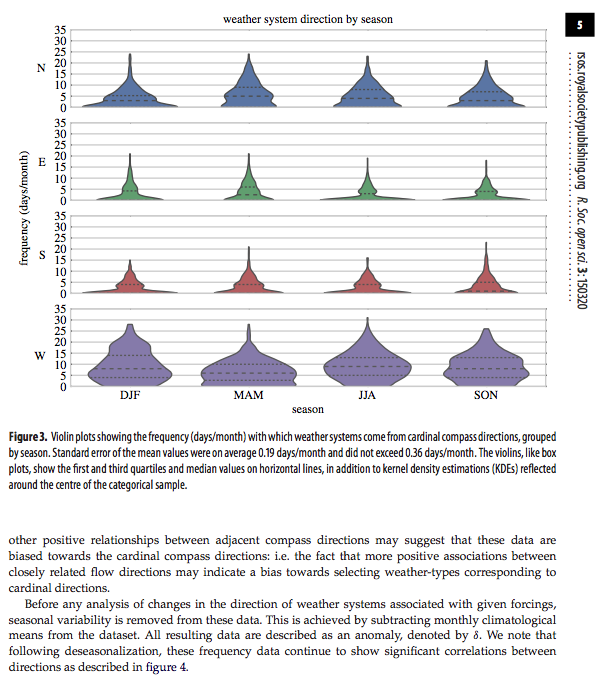 weather system direction by season
5
35
30
25
20
15
10
5
0
N
35
30
25
20
15
10
5
0
E
35
30
25
20
15
10
5
0
S
35
30
25
20
15
10
5
0
W
frequency (days/month)
DJF MAM JJA SON
season
rsos.royalsocietypublishing.org R. Soc. open sci. 3: 150320
Figure 3. Violin plots showing the frequency (days/month) with which weather systems come from cardinal compass directions, grouped
by season. Standard error of the mean values were on average 0.19 days/month and did not exceed 0.36 days/month. The violins, like box
plots, show the first and third quartiles and median values on horizontal lines, in addition to kernel density estimations (KDEs) reflected
around the centre of the categorical sample.
other positive relationships between adjacent compass directions may suggest that these data are
biased towards the cardinal compass directions: i.e. the fact that more positive associations between
closely related flow directions may indicate a bias towards selecting weather-types corresponding to
cardinal directions.
Before any analysis of changes in the direction of weather systems associated with given forcings,
seasonal variability is removed from these data. This is achieved by subtracting monthly climatological
means from the dataset. All resulting data are described as an anomaly, denoted by δ. We note that
following deseasonalization, these frequency data continue to show significant correlations between
directions as described in figure 4.